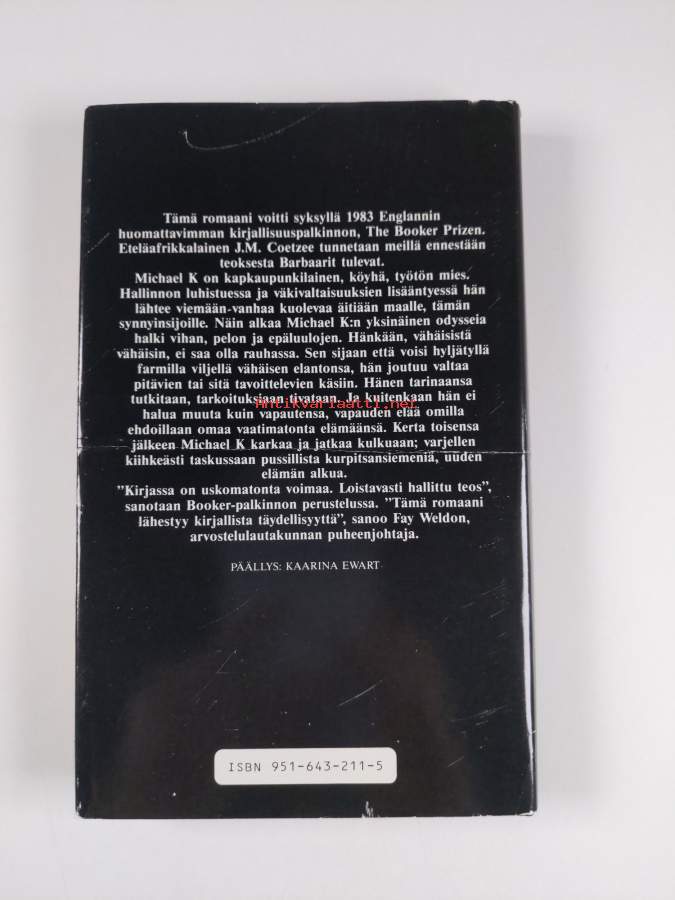 Tämä romaani voitti syksyllä 1983 Englannin
huomattavimman kirjallisuuspalkinnon, The Booker Prizen.
Eteläafrikkalainen J.M. Coetzee tunnetaan meillä ennestään
teoksesta Barbaarit tulevat.
Michael K on kapkaupunkilainen, köyhä, työtön mies.
Hallinnon luhistuessa ja väkivaltaisuuksien lisääntyessä hän
lähtee viemään-vanhaa kuolevaa äitiään maalle, tämän
synnyinsijoille. Näin alkaa Michael K:n yksinäinen odysseia
halki vihan, pelon ja epäluulojen. Hänkään, vähäisistä
vähäisin, ei saa olla rauhassa. Sen sijaan että voisi hyljätyllä
farmilla viljellä vähäisen elantonsa, hän joutuu valtaa
pitävien tai sitä tavoittelevien käsiin. Hänen tarinaansa
tutkitaan, tarkoituksiaan tivataan. Ja kuitenkaan hän ei
Antikvariaatti.net
halua muuta kuin vapautensa, vapauden elää omilla
ehdoillaan omaa vaatimatonta elämäänsä. Kerta toisensa
jälkeen Michael K karkaa ja jatkaa kulkuaan; varjellen
kiihkeästi taskussaan pussillista kurpitsansiemeniä, uuden
elämän alkua.
"Kirjassa on uskomatonta voimaa. Loistavasti hallittu teos",
sanotaan Booker-palkinnon perustelussa. "Tämä romaani
lähestyy kirjallista täydellisyyttä", sanoo Fay Weldon,
arvostelulautakunnan puheenjohtaja.
PÄÄLLYS: KAARINA EWART
ISBN 951-643-211-5